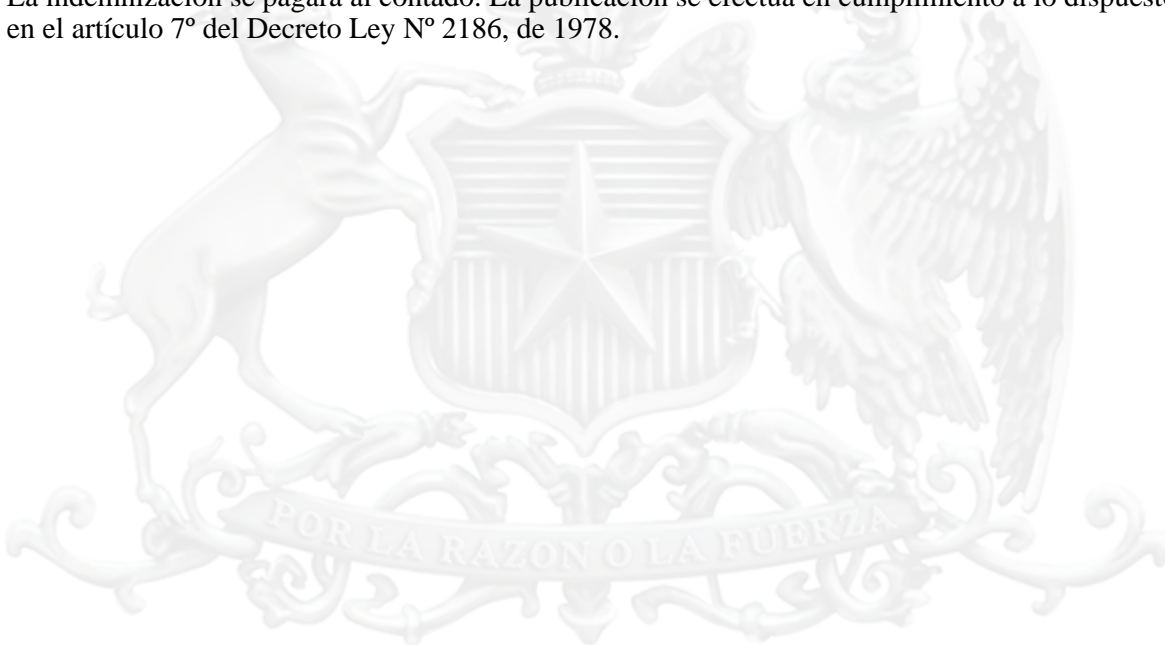 La indemnización se pagará al contado. La publicación se efectúa en cumplimiento a lo dispuesto
en el artículo 7º del Decreto Ley Nº 2186, de 1978.
POR LA RAZON O LA FUERZA